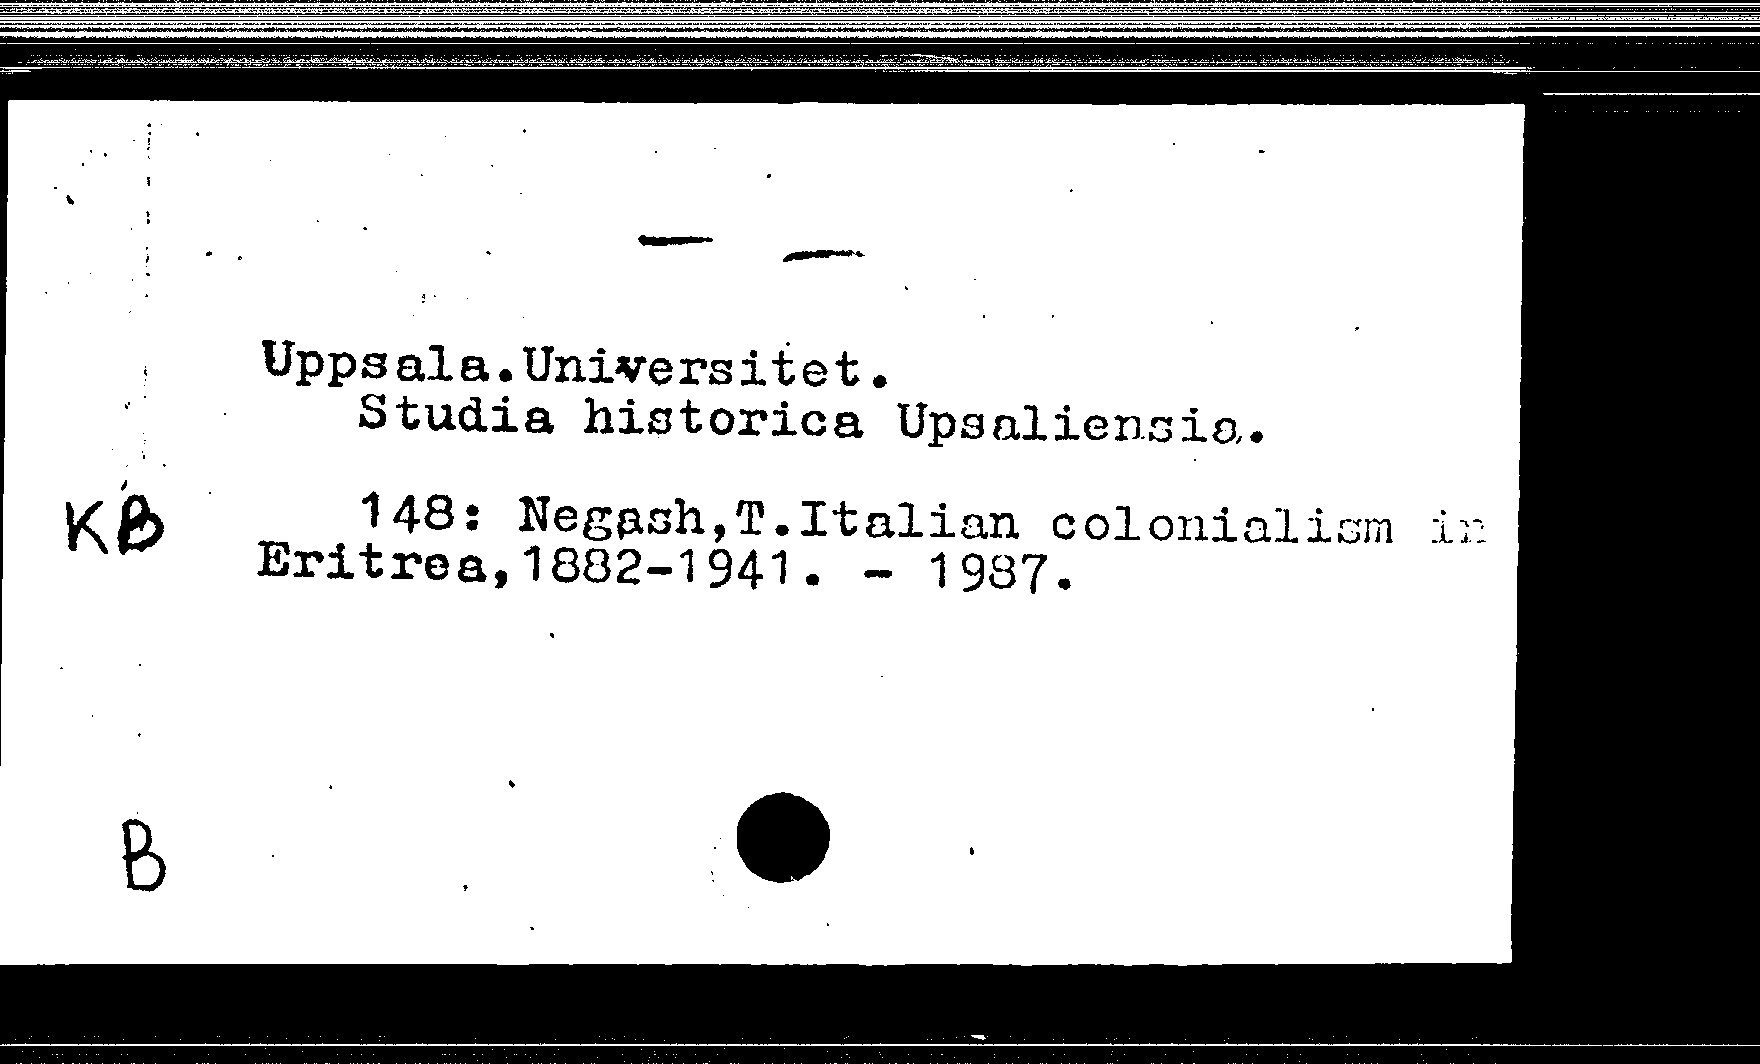 Uppsala.Universitet.
Studia historica Upsaliensia.
KB
148: Negash,T.Italian colonialism in
Eritrea,1882-1941. - 1987.
B